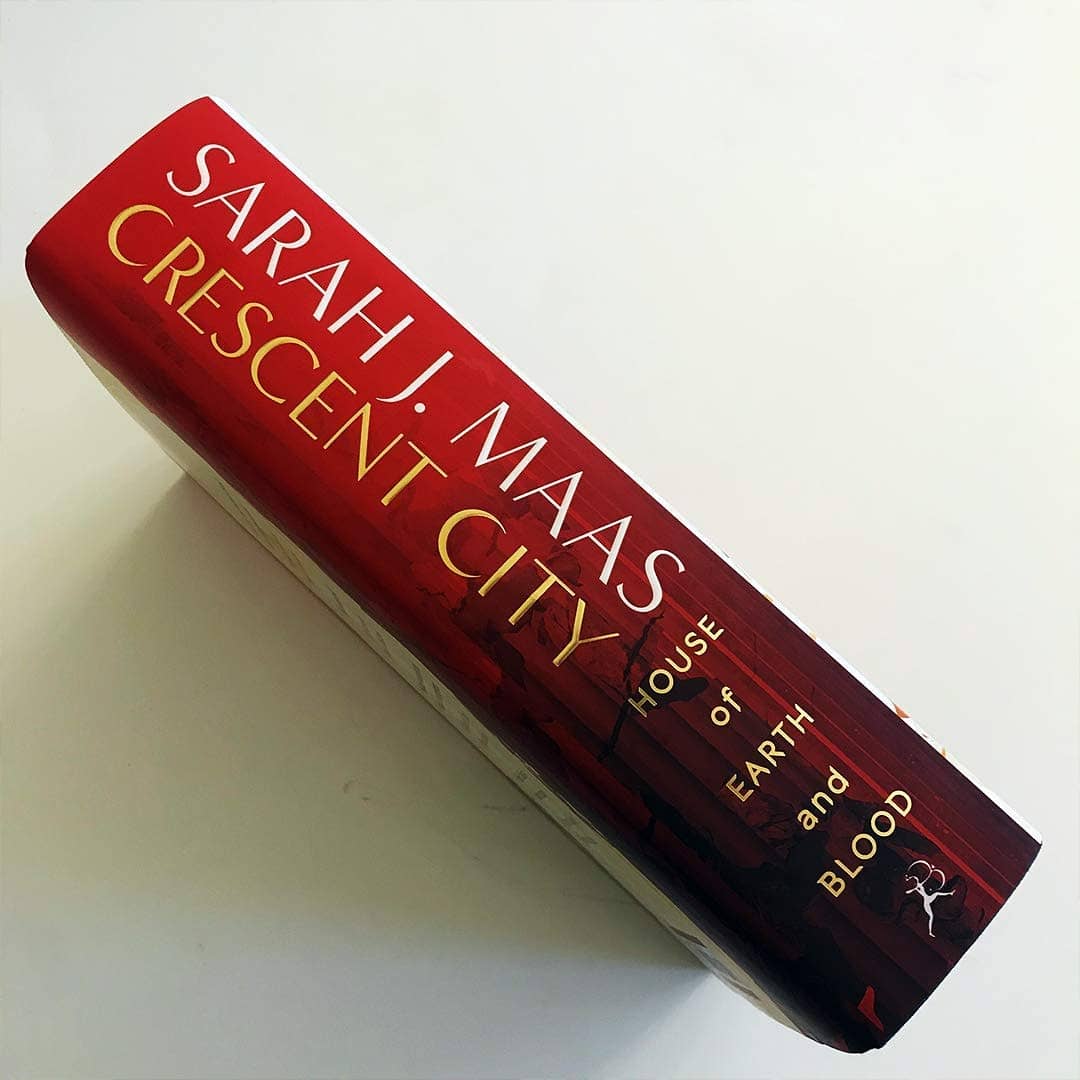 SARAH J. MAAS
CRESCENT CITY
HOUSE
of
EARTH
and
BLOOD